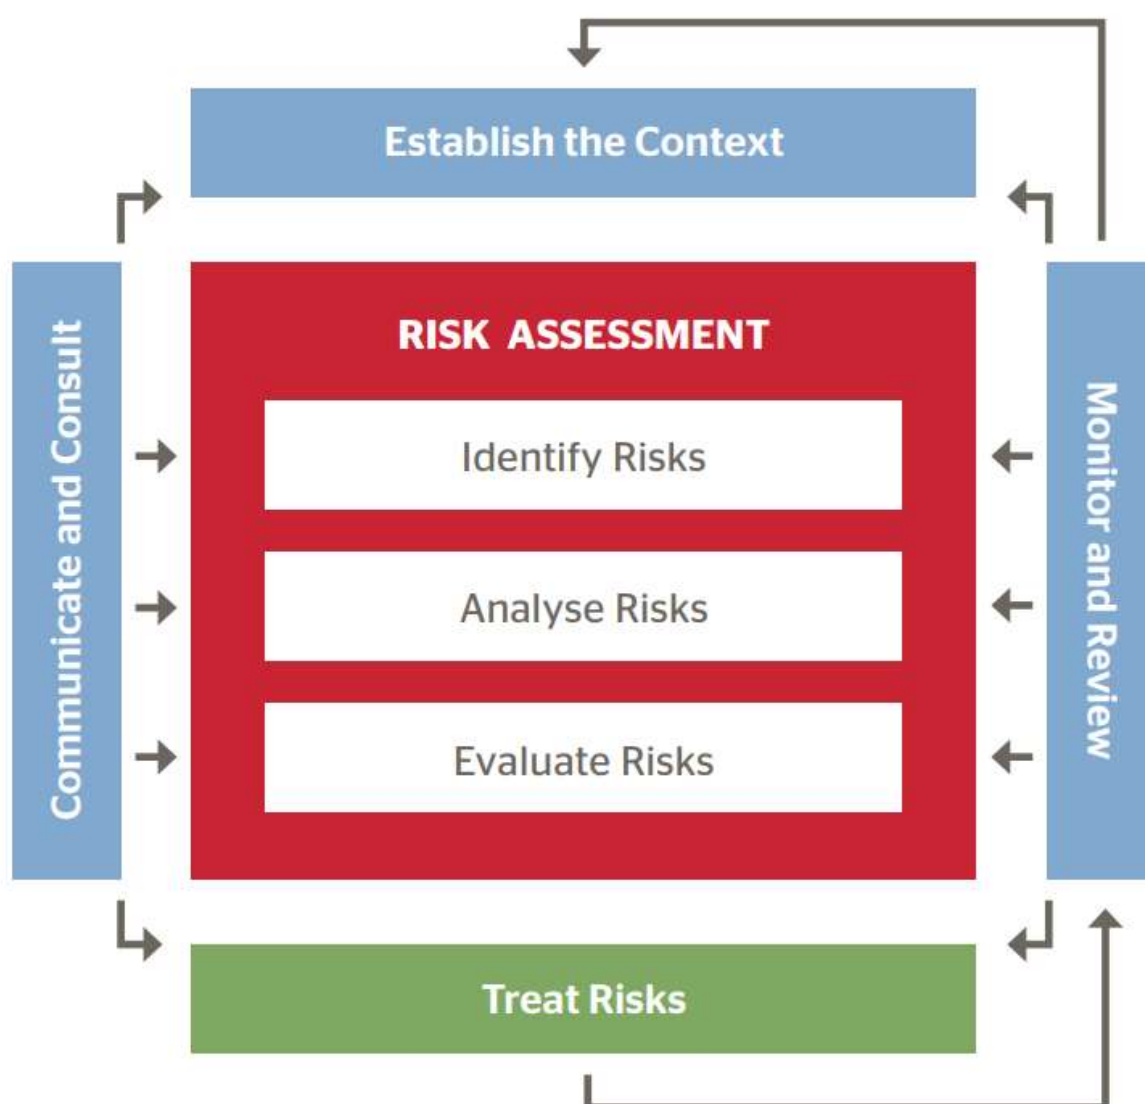 Establish the Context
Communicate and Consult
RISK ASSESSMENT
Identify Risks
Analyse Risks
Evaluate Risks
Monitor and Review
Treat Risks